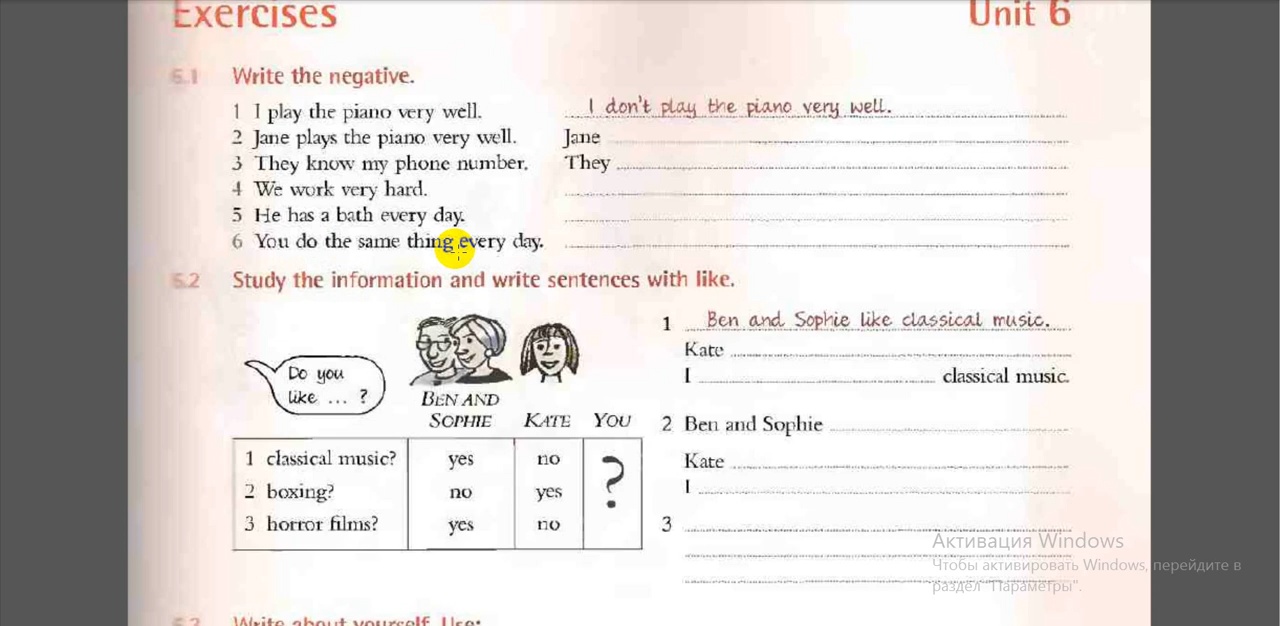 Exercises
Unit 6
Write the negative.
1 I play the piano very well.
I don't play the piano very well.
2 Jane plays the piano very well.
Jane
3 They know my phone number.
They
4 We work very hard.
5 He has a bath every day.
6 You do the same thing every day.
Study the information and write sentences with like.
Do you
like ... ?
BEN AND
SOPHIE
KATE
YOU
1 classical music? yes no
2 boxing? no yes
3 horror films? yes no
?
1 Ben and Sophie like classical music.
Kate
I classical music.
2 Ben and Sophie
Kate
I
3
Активация Windows
Чтобы активировать Windows, перейдите в
раздел "Параметры".
Write about yourself. Use: